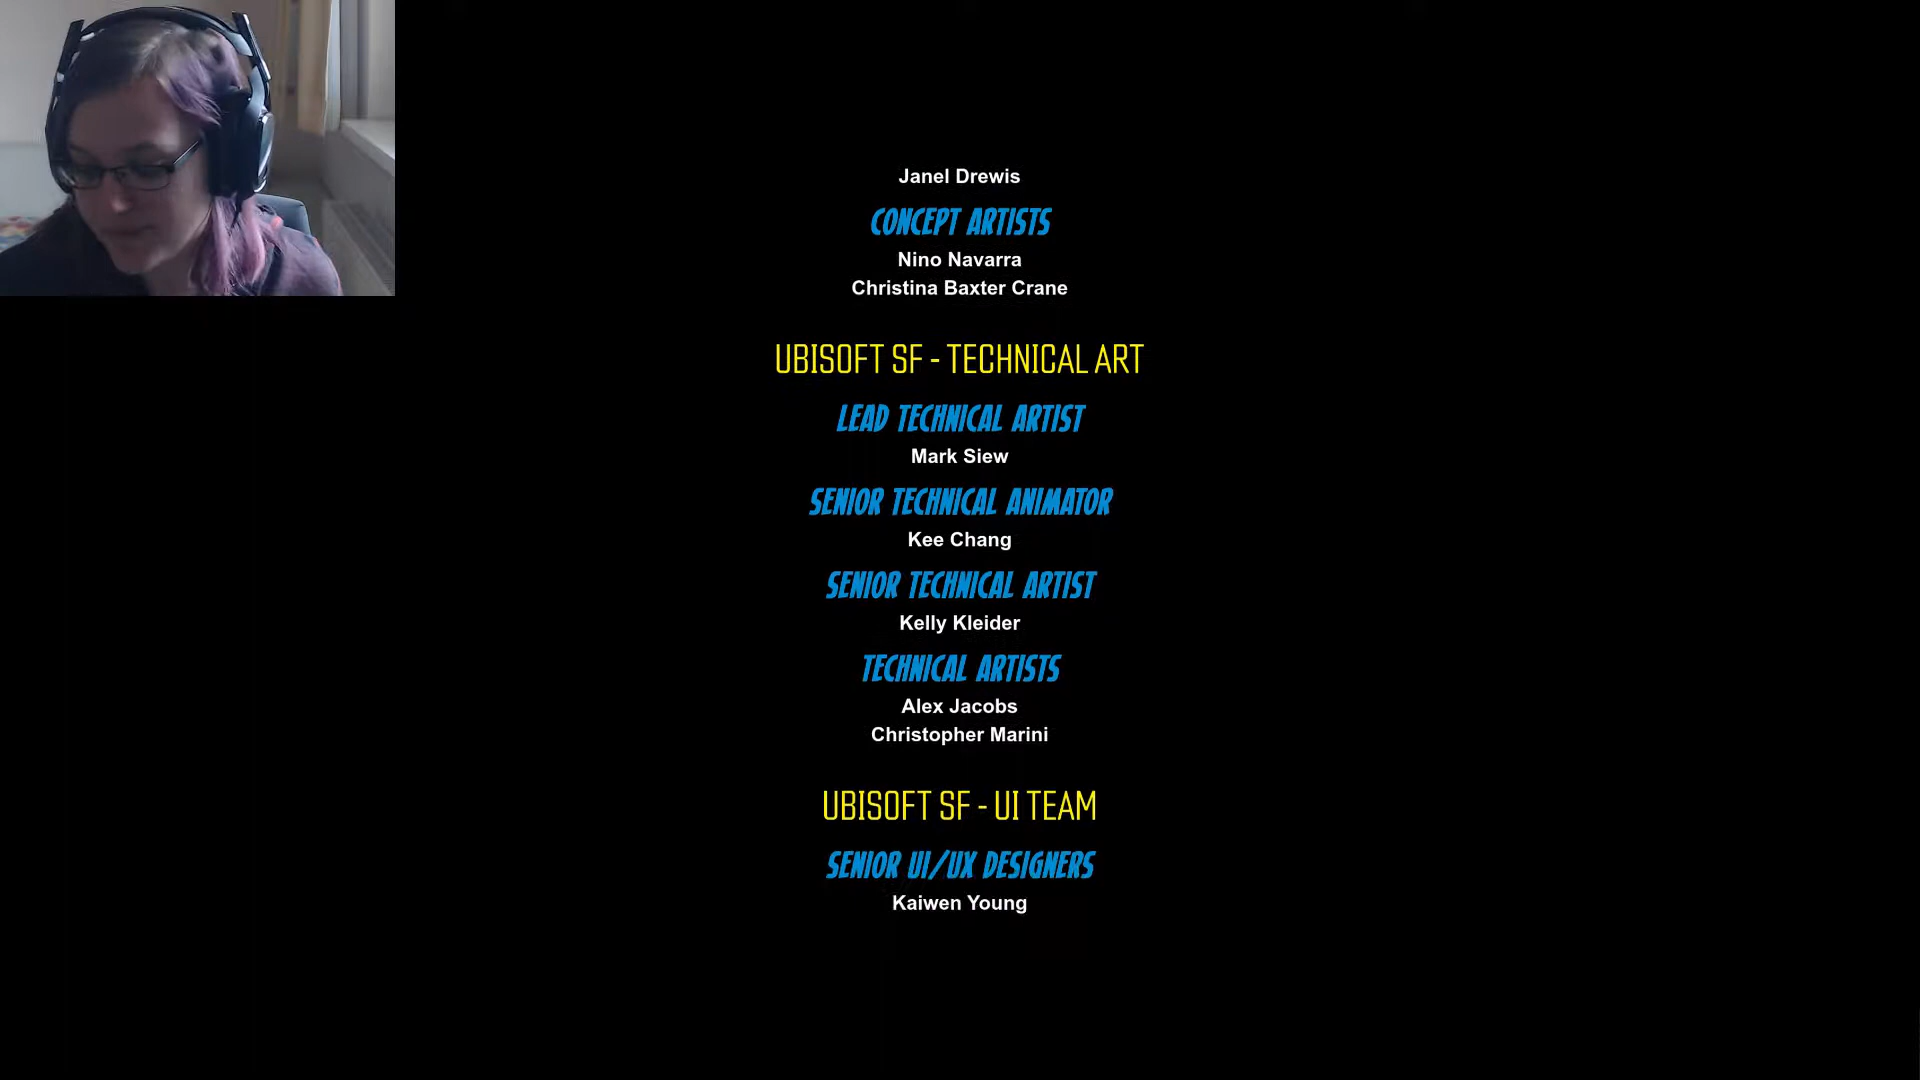 Janel Drewis
CONCEPT ARTISTS
Nino Navarra
Christina Baxter Crane
UBISOFT SF - TECHNICAL ART
LEAD TECHNICAL ARTIST
Mark Siew
SENIOR TECHNICAL ANIMATOR
Kee Chang
SENIOR TECHNICAL ARTIST
Kelly Kleider
TECHNICAL ARTISTS
Alex Jacobs
Christopher Marini
UBISOFT SF - UI TEAM
SENIOR UI/UX DESIGNERS
Kaiwen Young